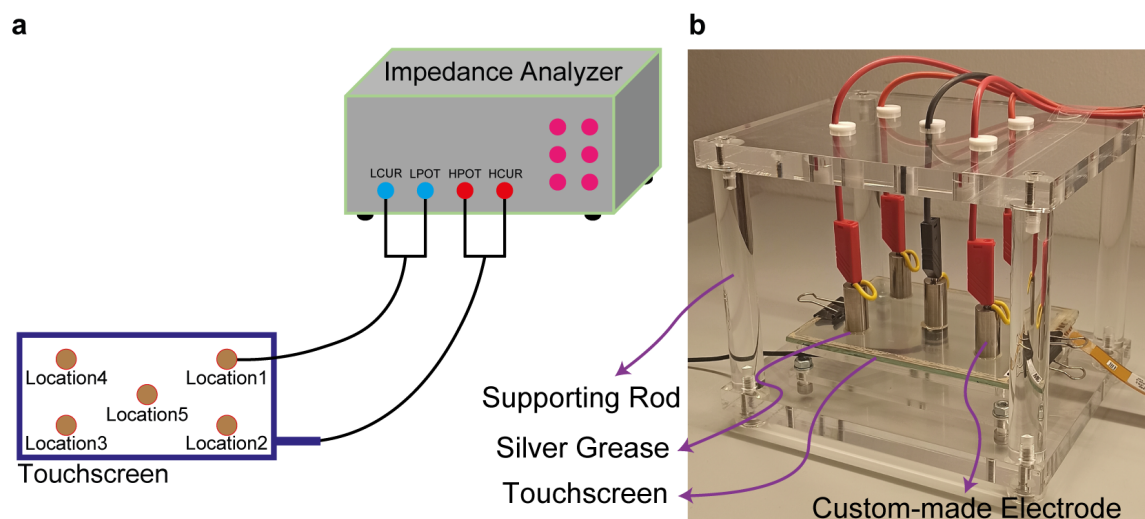 a
b
Impedance Analyzer
LCUR LPOT HPOT HCUR
Location4
Location1
Location5
Location3
Location2
Touchscreen
Supporting Rod
Silver Grease
Touchscreen
Custom-made Electrode